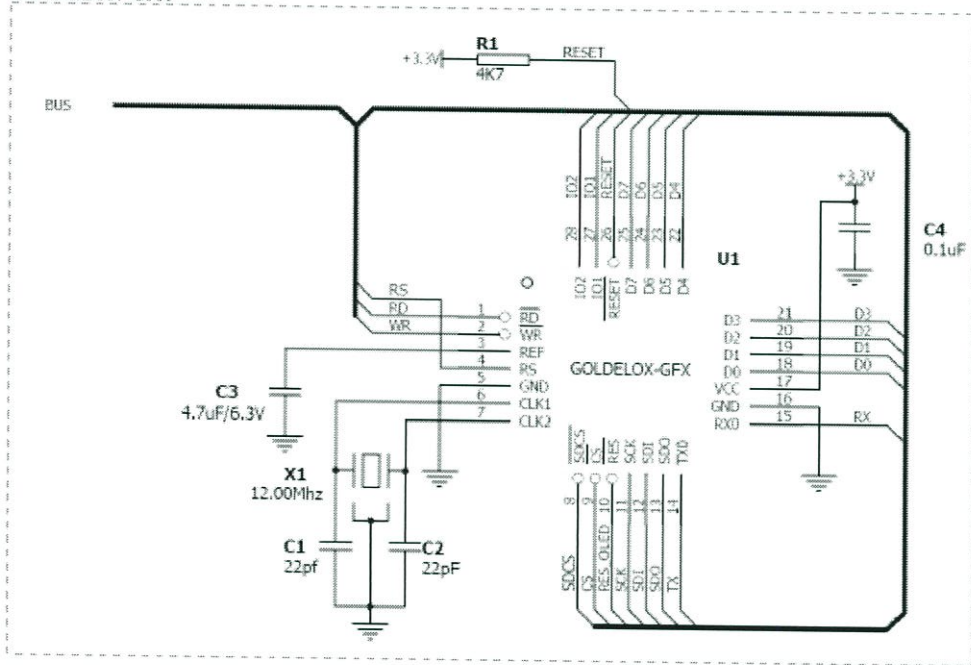 R1
+3.3V
RESET
4K7
BUS
IO2
IO1
RESET
D7
D6
D5
D4
28
27
26
25
24
23
22
IO2
IO1
RESET
D7
D6
D5
D4
+3.3V
C4
0.1uF
U1
RS
RD
WR
1 RD
2 WR
3 REF
4 RS
5 GND
6 CLK1
7 CLK2
GOLDELOX-GFX
D3 21 D3
D2 20 D2
D1 19 D1
D0 18 D0
VCC 17
GND 16
RX0 15 RX
C3
4.7uF/6.3V
X1
12.00Mhz
C1
22pf
C2
22pF
SDCS
CS
RES
SCK
SDI
SDO
TX0
8
9
10
11
12
13
14
SDCS
CS
RES OLED
SCK
SDI
SDO
TX